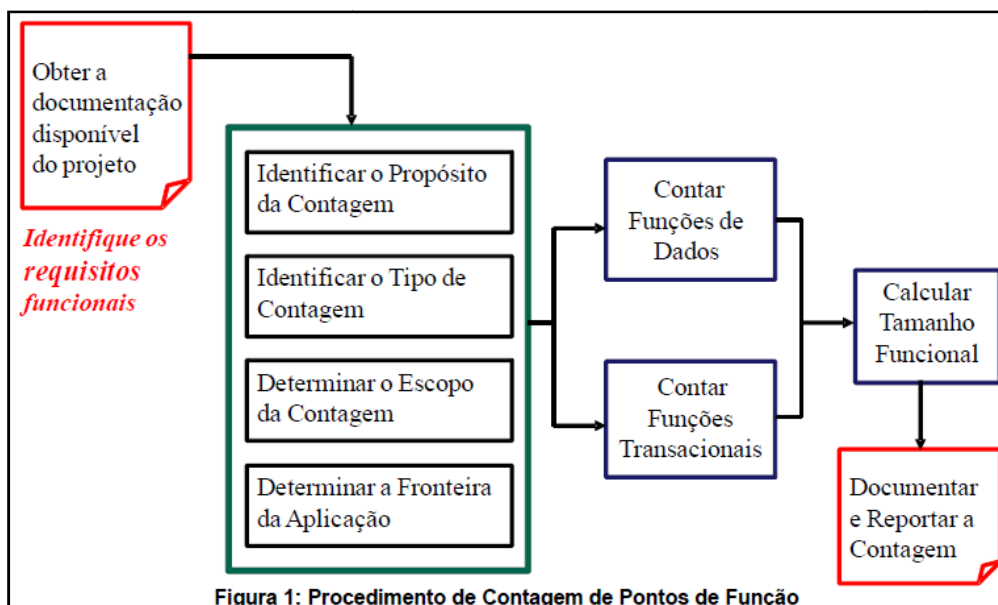 Obter a
documentação
disponível
do projeto
Identifique os
requisitos
funcionais
Identificar o Propósito
da Contagem
Identificar o Tipo de
Contagem
Determinar o Escopo
da Contagem
Determinar a Fronteira
da Aplicação
Contar
Funções de
Dados
Contar
Funções
Transacionais
Calcular
Tamanho
Funcional
Documentar
e Reportar a
Contagem
Figura 1: Procedimento de Contagem de Pontos de Função